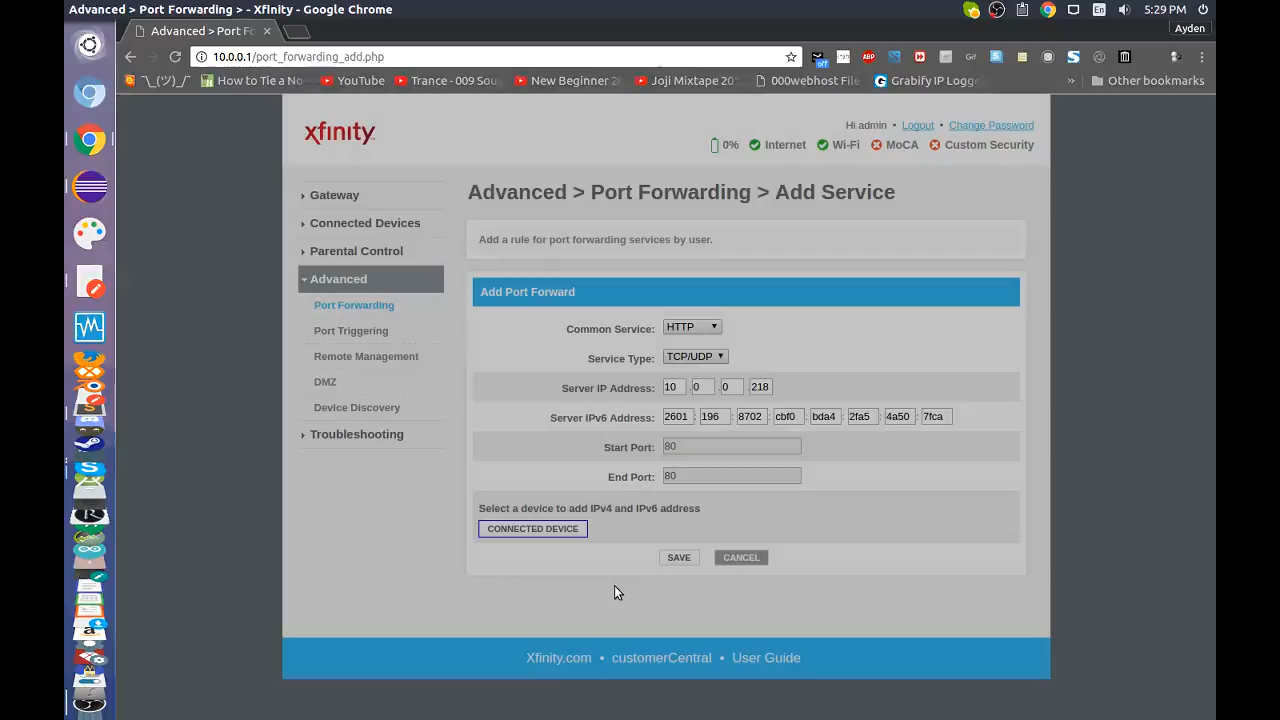 Advanced > Port Forwarding > - Xfinity - Google Chrome
En
5:29 PM
Advanced > Port Fo
Ayden
10.0.0.1/port_forwarding_add.php
off
ABP
Gif
¯\_(ツ)_/¯
How to Tie a No
YouTube
Trance - 009 Sou
New Beginner 2
Joji Mixtape 20
000webhost File
Grabify IP Logg
»
Other bookmarks
xfinity
Hi admin • Logout • Change Password
0% Internet Wi-Fi MoCA Custom Security
Gateway
Connected Devices
Parental Control
Advanced
Port Forwarding
Port Triggering
Remote Management
DMZ
Device Discovery
Troubleshooting
Advanced > Port Forwarding > Add Service
Add a rule for port forwarding services by user.
Add Port Forward
Common Service: HTTP
Service Type: TCP/UDP
Server IP Address: 10 . 0 . 0 . 218
Server IPv6 Address: 2601 : 196 : 8702 : cbf0 : bda4 : 2fa5 : 4a50 : 7fca
Start Port: 80
End Port: 80
Select a device to add IPv4 and IPv6 address
CONNECTED DEVICE
SAVE CANCEL
Xfinity.com • customerCentral • User Guide